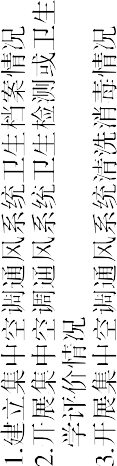 1. 建立集中空调通风系统卫生档案情况
2. 开展集中空调通风系统卫生检测或卫生
学评价情况
3. 开展集中空调通风系统清洗消毒情况